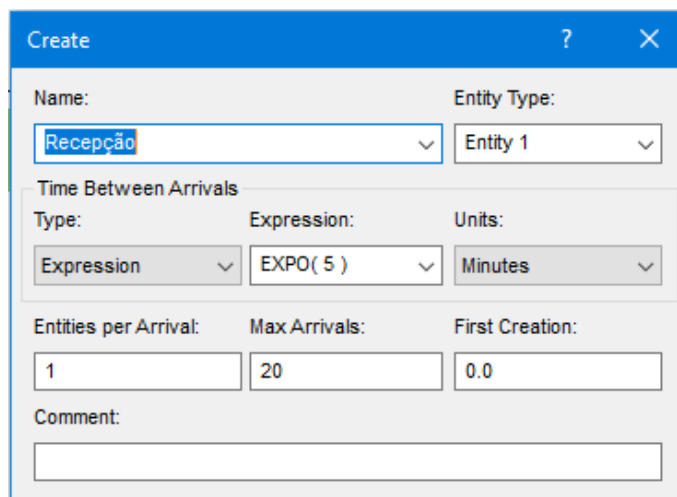 Create ? ×
Name: Entity Type:
Recepção Entity 1
Time Between Arrivals
Type: Expression: Units:
Expression EXPO( 5 ) Minutes
Entities per Arrival: Max Arrivals: First Creation:
1 20 0.0
Comment: